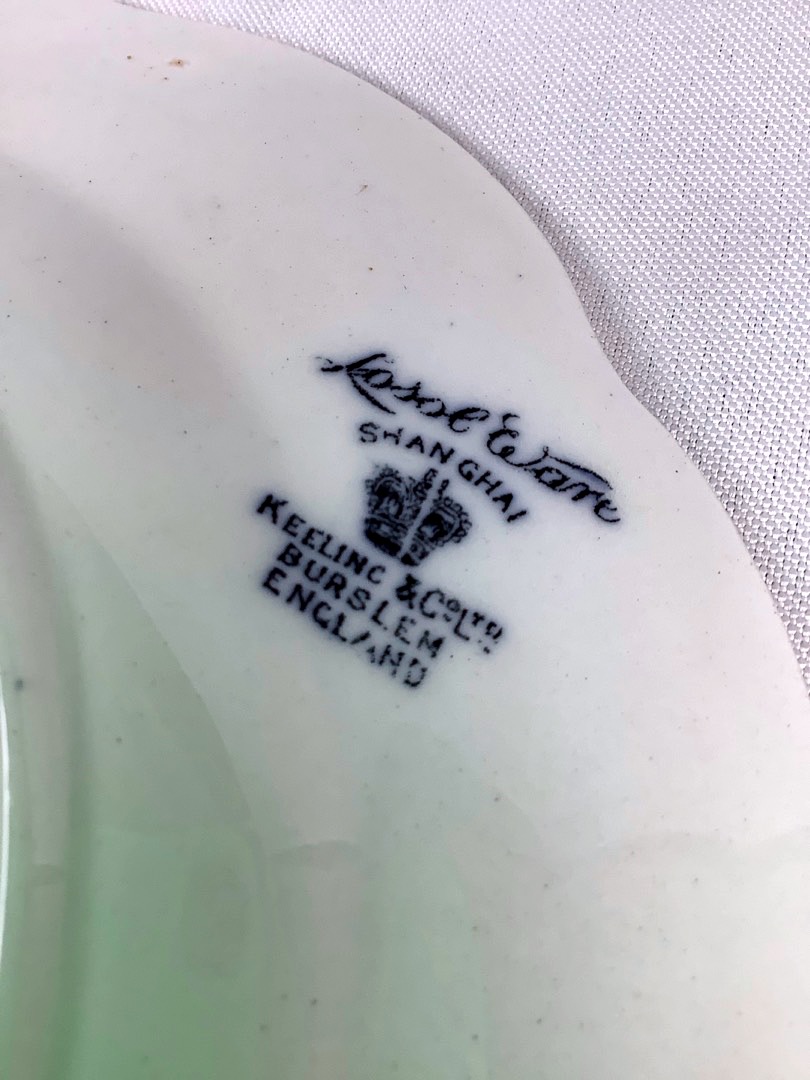 Losol Ware
SHANGHAI
KEELING & Co LTD
BURSLEM
ENGLAND